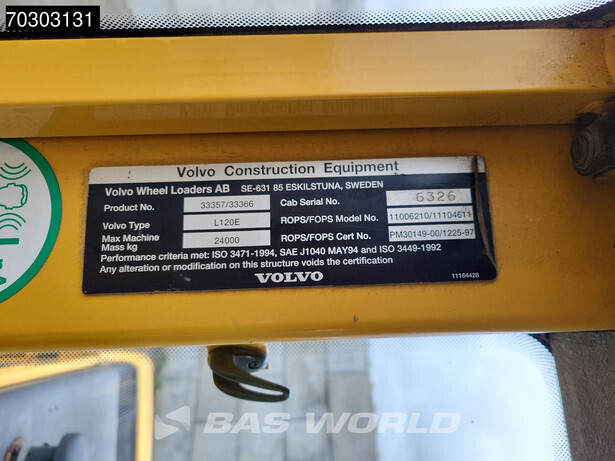 70303131
Volvo Construction Equipment
Volvo Wheel Loaders AB SE-631 85 ESKILSTUNA, SWEDEN
Product No. 33357/33366 Cab Serial No. 6326
Volvo Type L120E ROPS/FOPS Model No. 11006210/11104611
Max Machine Mass kg 24000 ROPS/FOPS Cert No. PM30149-00/1225-97
Performance criteria met: ISO 3471-1994, SAE J1040 MAY94 and ISO 3449-1992
Any alteration or modification on this structure voids the certification
VOLVO
11164428
BAS WORLD